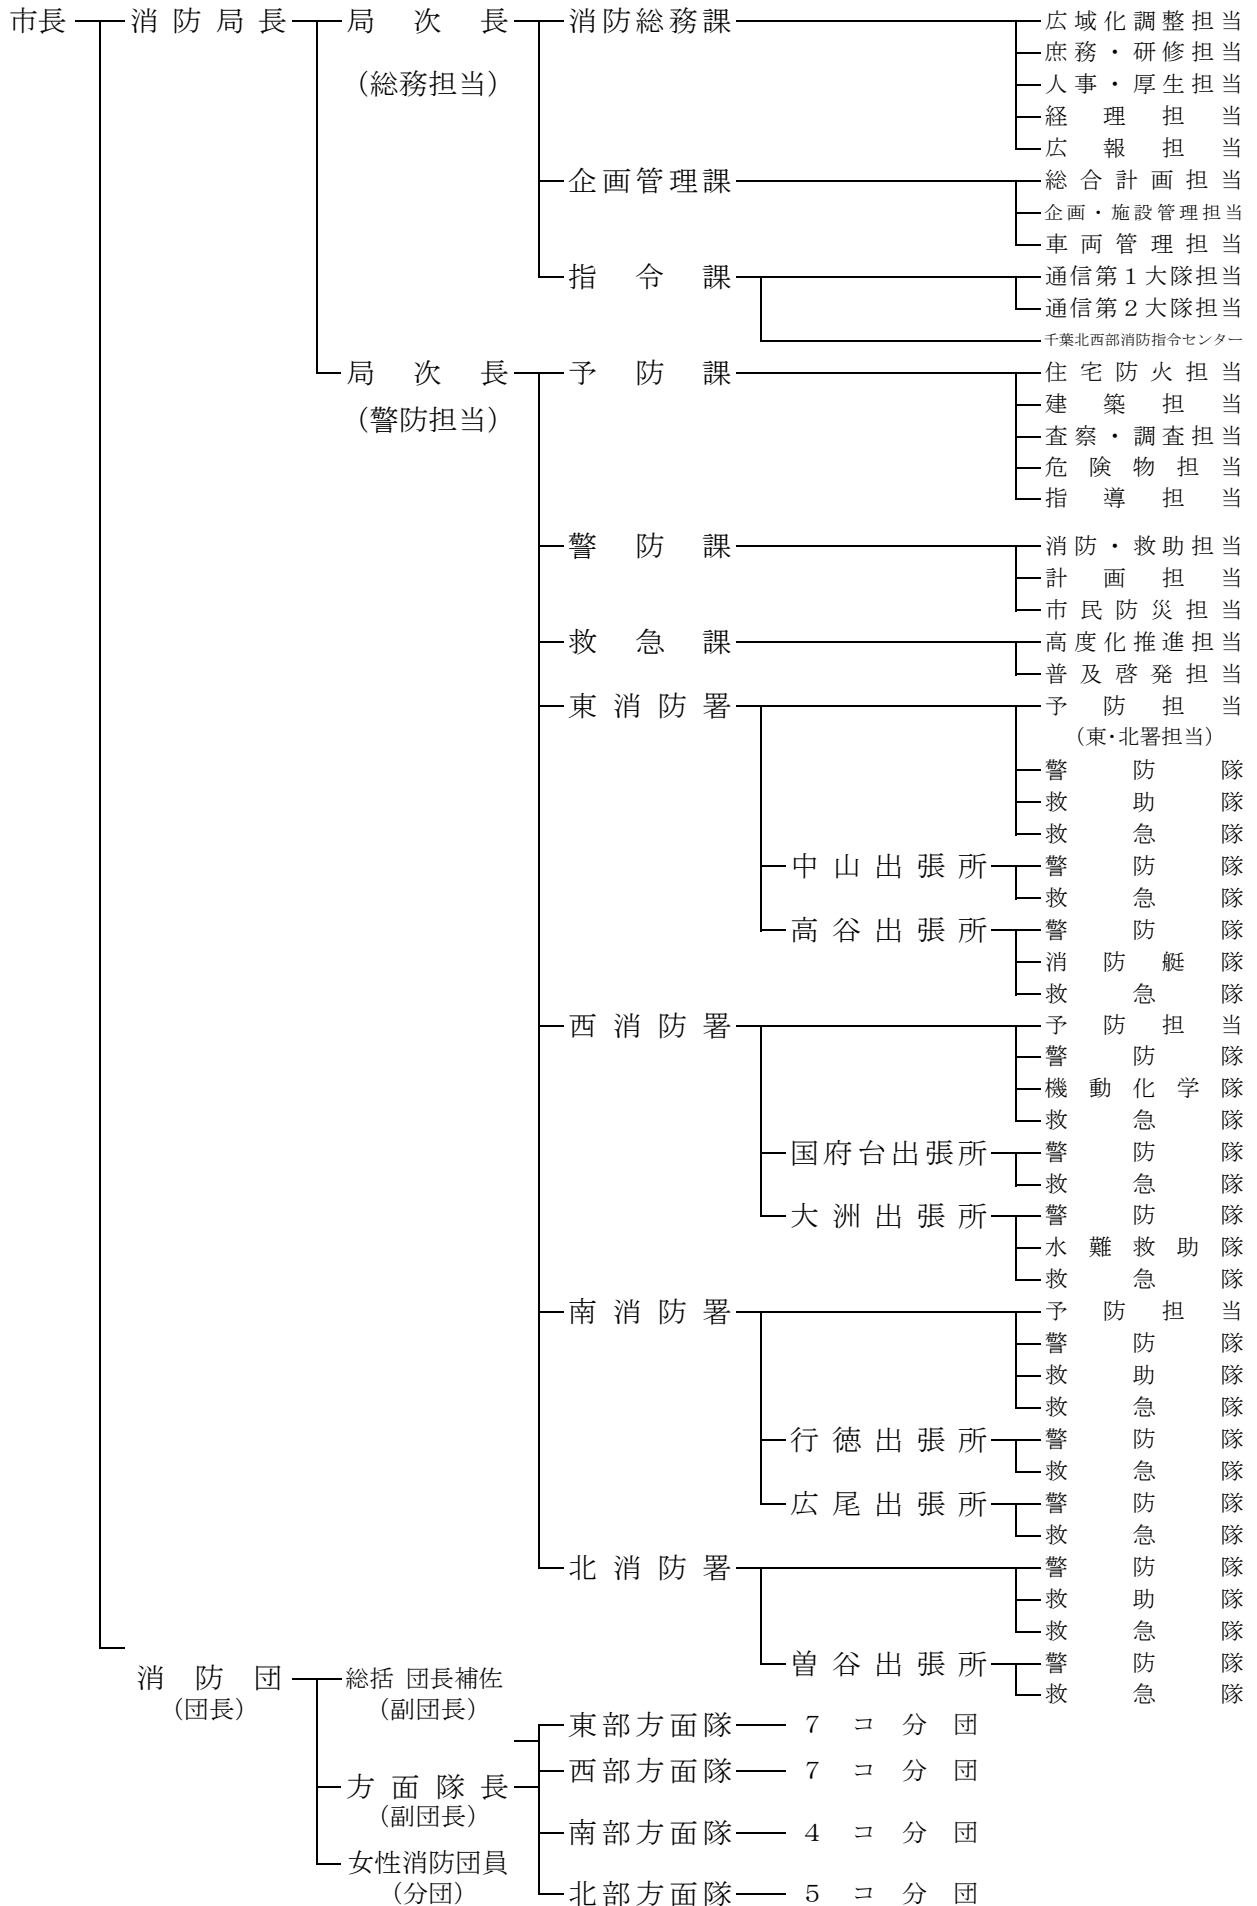 市長 消防局長 局次長 消防総務課 広域化調整担当
庶務・研修担当
(総務担当) 人事・厚生担当
経理担当
広報担当
企画管理課 総合計画担当
企画・施設管理担当
車両管理担当
指令課 通信第１大隊担当
通信第２大隊担当
千葉北西部消防指令センター
局次長 予防課 住宅防火担当
(警防担当) 建築担当
査察・調査担当
危険物担当
指導担当
警防課 消防・救助担当
計画担当
市民防災担当
救急課 高度化推進担当
普及啓発担当
東消防署 予防担当
(東・北署担当)
警防隊
救助隊
救急隊
中山出張所 警防隊
救急隊
高谷出張所 警防隊
消防艇隊
救急隊
西消防署 予防担当
警防隊
機動化学隊
救急隊
国府台出張所 警防隊
救急隊
大洲出張所 警防隊
水難救助隊
救急隊
南消防署 予防担当
警防隊
救助隊
救急隊
行徳出張所 警防隊
救急隊
広尾出張所 警防隊
救急隊
北消防署 警防隊
救助隊
救急隊
曽谷出張所 警防隊
救急隊
消防団 総括 団長補佐
(団長) (副団長)
東部方面隊 ７コ分団
西部方面隊 ７コ分団
方面隊長
(副団長)
南部方面隊 ４コ分団
女性消防団員
(分団) 北部方面隊 ５コ分団